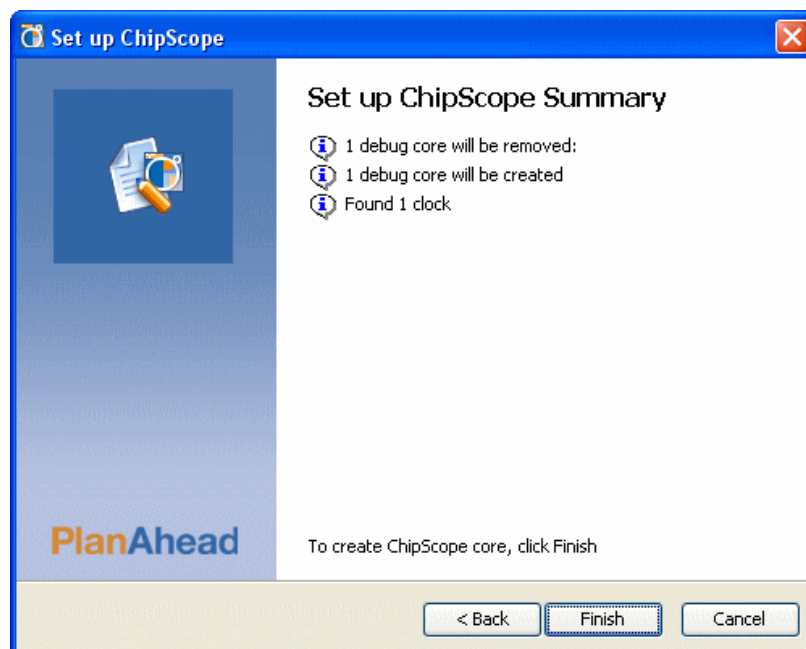 Set up ChipScope
Set up ChipScope Summary
1 debug core will be removed:
1 debug core will be created
Found 1 clock
PlanAhead
To create ChipScope core, click Finish
< Back Finish Cancel